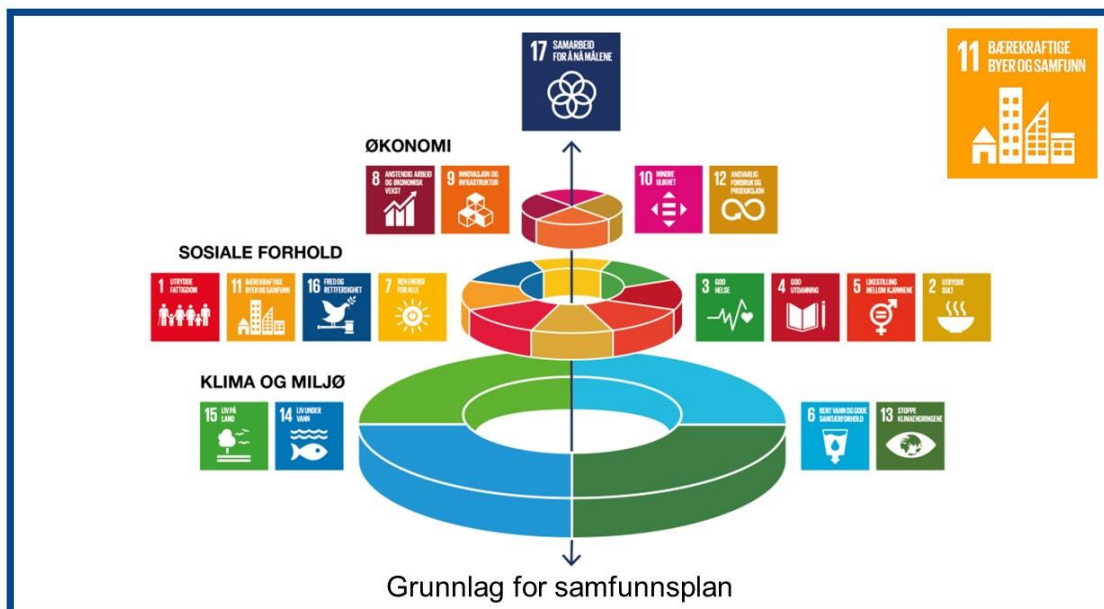 17 SAMARBEID
FOR Å NÅ MÅLENE
11 BÆREKRAFTIGE
BYER OG SAMFUNN
ØKONOMI
8 ANSTENDIG ARBEID
OG ØKONOMISK
VEKST
9 INNOVASJON OG
INFRASTRUKTUR
10 MINDRE
ULIKHET
12 ANSVARLIG
FORBRUK OG
PRODUKSJON
SOSIALE FORHOLD
1 UTRYDDE
FATTIGDOM
11 BÆREKRAFTIGE
BYER OG SAMFUNN
16 FRED OG
RETTFERDIGHET
7 REN ENERGI
FOR ALLE
3 GOD
HELSE
4 GOD
UTDANNING
5 LIKESTILLING
MELLOM KJØNNENE
2 UTRYDDE
SULT
KLIMA OG MILJØ
15 LIV PÅ
LAND
14 LIV UNDER
VANN
6 RENT VANN OG GODE
SANITÆRFORHOLD
13 STOPPE
KLIMAENDRINGENE
Grunnlag for samfunnsplan